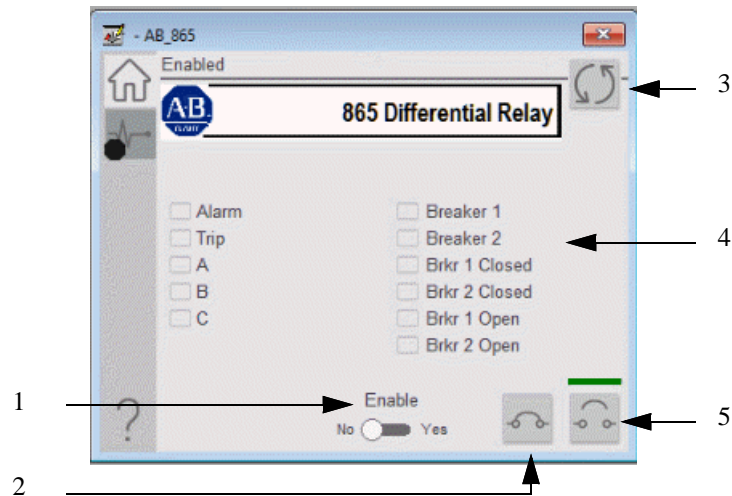 - AB_865
Enabled
3
A·B
865 Differential Relay
Alarm
Breaker 1
Trip
Breaker 2
4
A
Brkr 1 Closed
B
Brkr 2 Closed
C
Brkr 1 Open
Brkr 2 Open
1
Enable
No
Yes
?
5
2